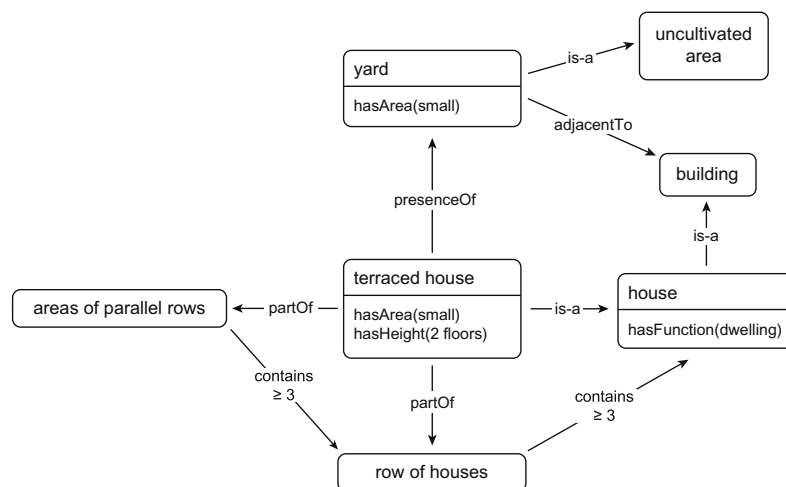 uncultivated
area
yard
is-a
hasArea(small)
adjacentTo
building
presenceOf
is-a
terraced house
house
areas of parallel rows
partOf
hasArea(small)
hasHeight(2 floors)
is-a
hasFunction(dwelling)
contains
≥ 3
partOf
contains
≥ 3
row of houses